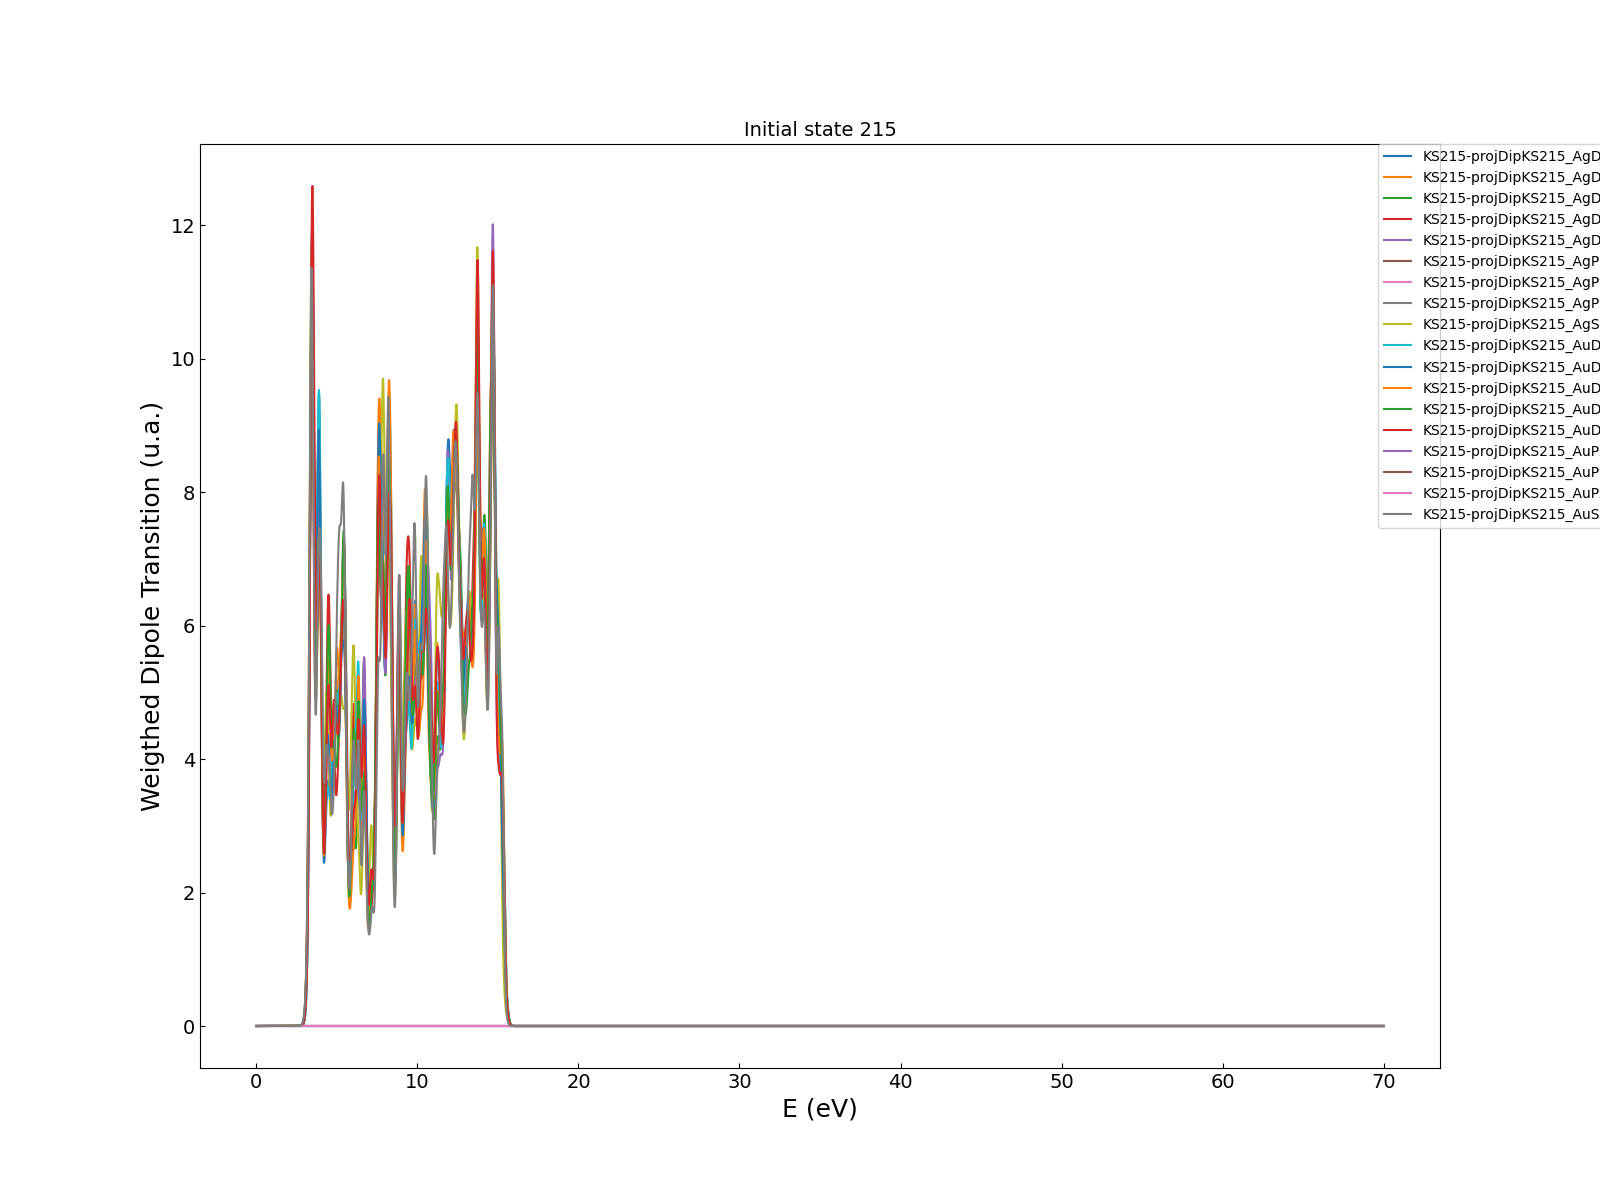 Initial state 215
KS215-projDipKS215_AgD
KS215-projDipKS215_AgD
KS215-projDipKS215_AgD
KS215-projDipKS215_AgD
KS215-projDipKS215_AgD
KS215-projDipKS215_AgP
KS215-projDipKS215_AgP
KS215-projDipKS215_AgP
KS215-projDipKS215_AgS
KS215-projDipKS215_AuD
KS215-projDipKS215_AuD
KS215-projDipKS215_AuD
KS215-projDipKS215_AuD
KS215-projDipKS215_AuD
KS215-projDipKS215_AuP
KS215-projDipKS215_AuP
KS215-projDipKS215_AuP
KS215-projDipKS215_AuS
Weigthed Dipole Transition (u.a.)
12
10
8
6
4
2
0
0 10 20 30 40 50 60 70
E (eV)